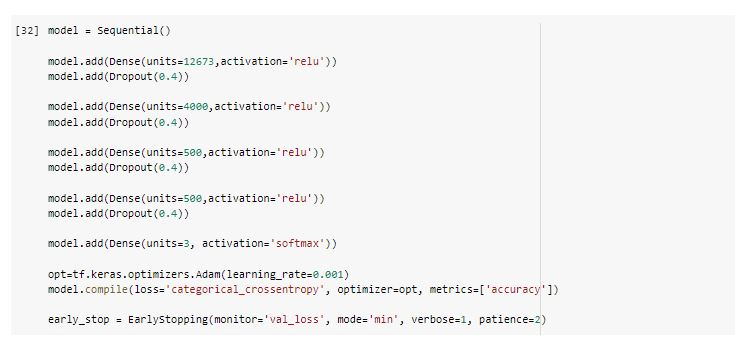 [32] model = Sequential()
model.add(Dense(units=12673,activation='relu'))
model.add(Dropout(0.4))
model.add(Dense(units=4000,activation='relu'))
model.add(Dropout(0.4))
model.add(Dense(units=500,activation='relu'))
model.add(Dropout(0.4))
model.add(Dense(units=500,activation='relu'))
model.add(Dropout(0.4))
model.add(Dense(units=3, activation='softmax'))
opt=tf.keras.optimizers.Adam(learning_rate=0.001)
model.compile(loss='categorical_crossentropy', optimizer=opt, metrics=['accuracy'])
early_stop = EarlyStopping(monitor='val_loss', mode='min', verbose=1, patience=2)